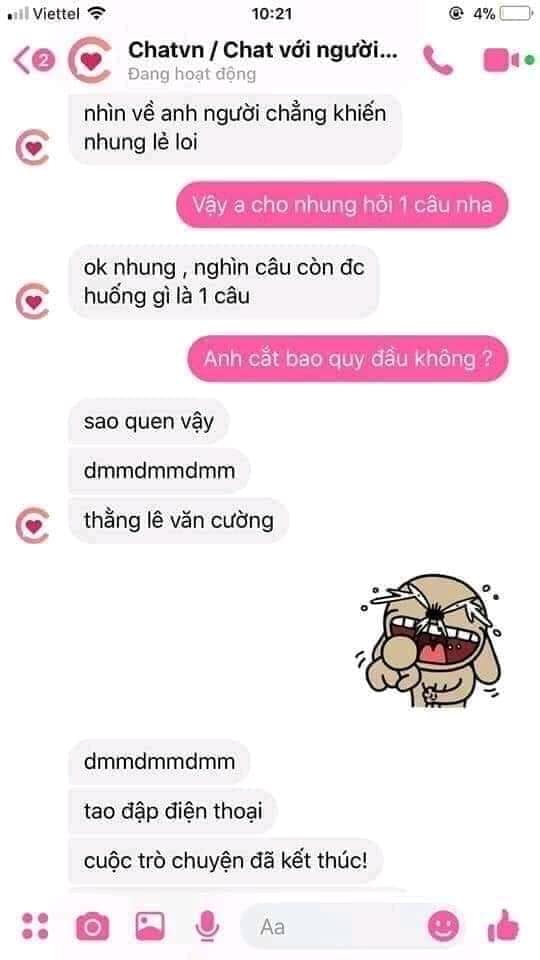 Viettel 10:21 4%
2 Chatvn / Chat với người...
Đang hoạt động
nhìn về anh người chẳng khiến
nhung lẻ loi
Vậy a cho nhung hỏi 1 câu nha
ok nhung , nghìn câu còn đc
huống gì là 1 câu
Anh cắt bao quy đầu không ?
sao quen vậy
dmmdmmdmm
thằng lê văn cường
dmmdmmdmm
tao đập điện thoại
cuộc trò chuyện đã kết thúc!
Aa